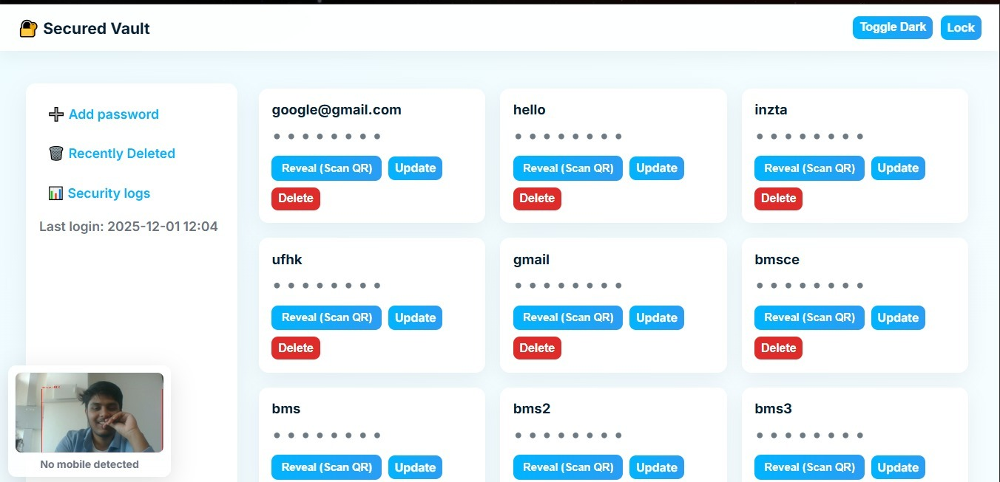 Secured Vault
Toggle Dark
Lock
Add password
Recently Deleted
Security logs
Last login: 2025-12-01 12:04
google@gmail.com
Reveal (Scan QR) Update
Delete
hello
Reveal (Scan QR) Update
Delete
inzta
Reveal (Scan QR) Update
Delete
ufhk
Reveal (Scan QR) Update
Delete
gmail
Reveal (Scan QR) Update
Delete
bmsce
Reveal (Scan QR) Update
Delete
bms
Reveal (Scan QR) Update
bms2
Reveal (Scan QR) Update
bms3
Reveal (Scan QR) Update
No mobile detected